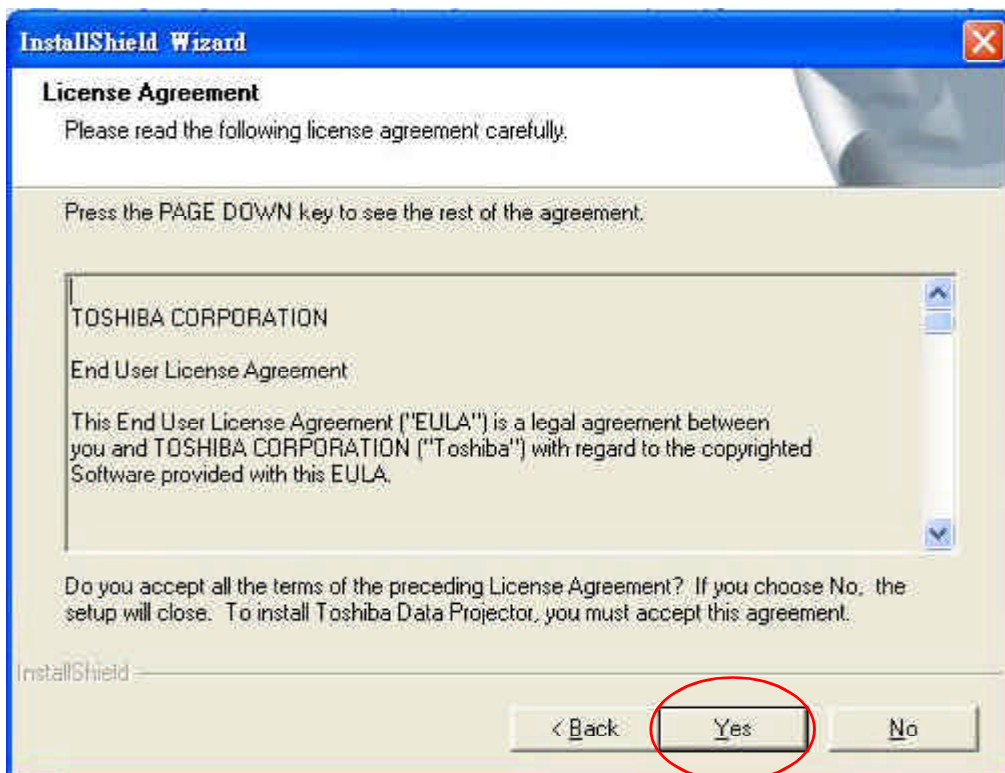 InstallShield Wizard
License Agreement
Please read the following license agreement carefully.
Press the PAGE DOWN key to see the rest of the agreement.
TOSHIBA CORPORATION
End User License Agreement
This End User License Agreement ("EULA") is a legal agreement between
you and TOSHIBA CORPORATION ("Toshiba") with regard to the copyrighted
Software provided with this EULA.
Do you accept all the terms of the preceding License Agreement? If you choose No, the
setup will close. To install Toshiba Data Projector, you must accept this agreement.
InstallShield
< Back Yes No